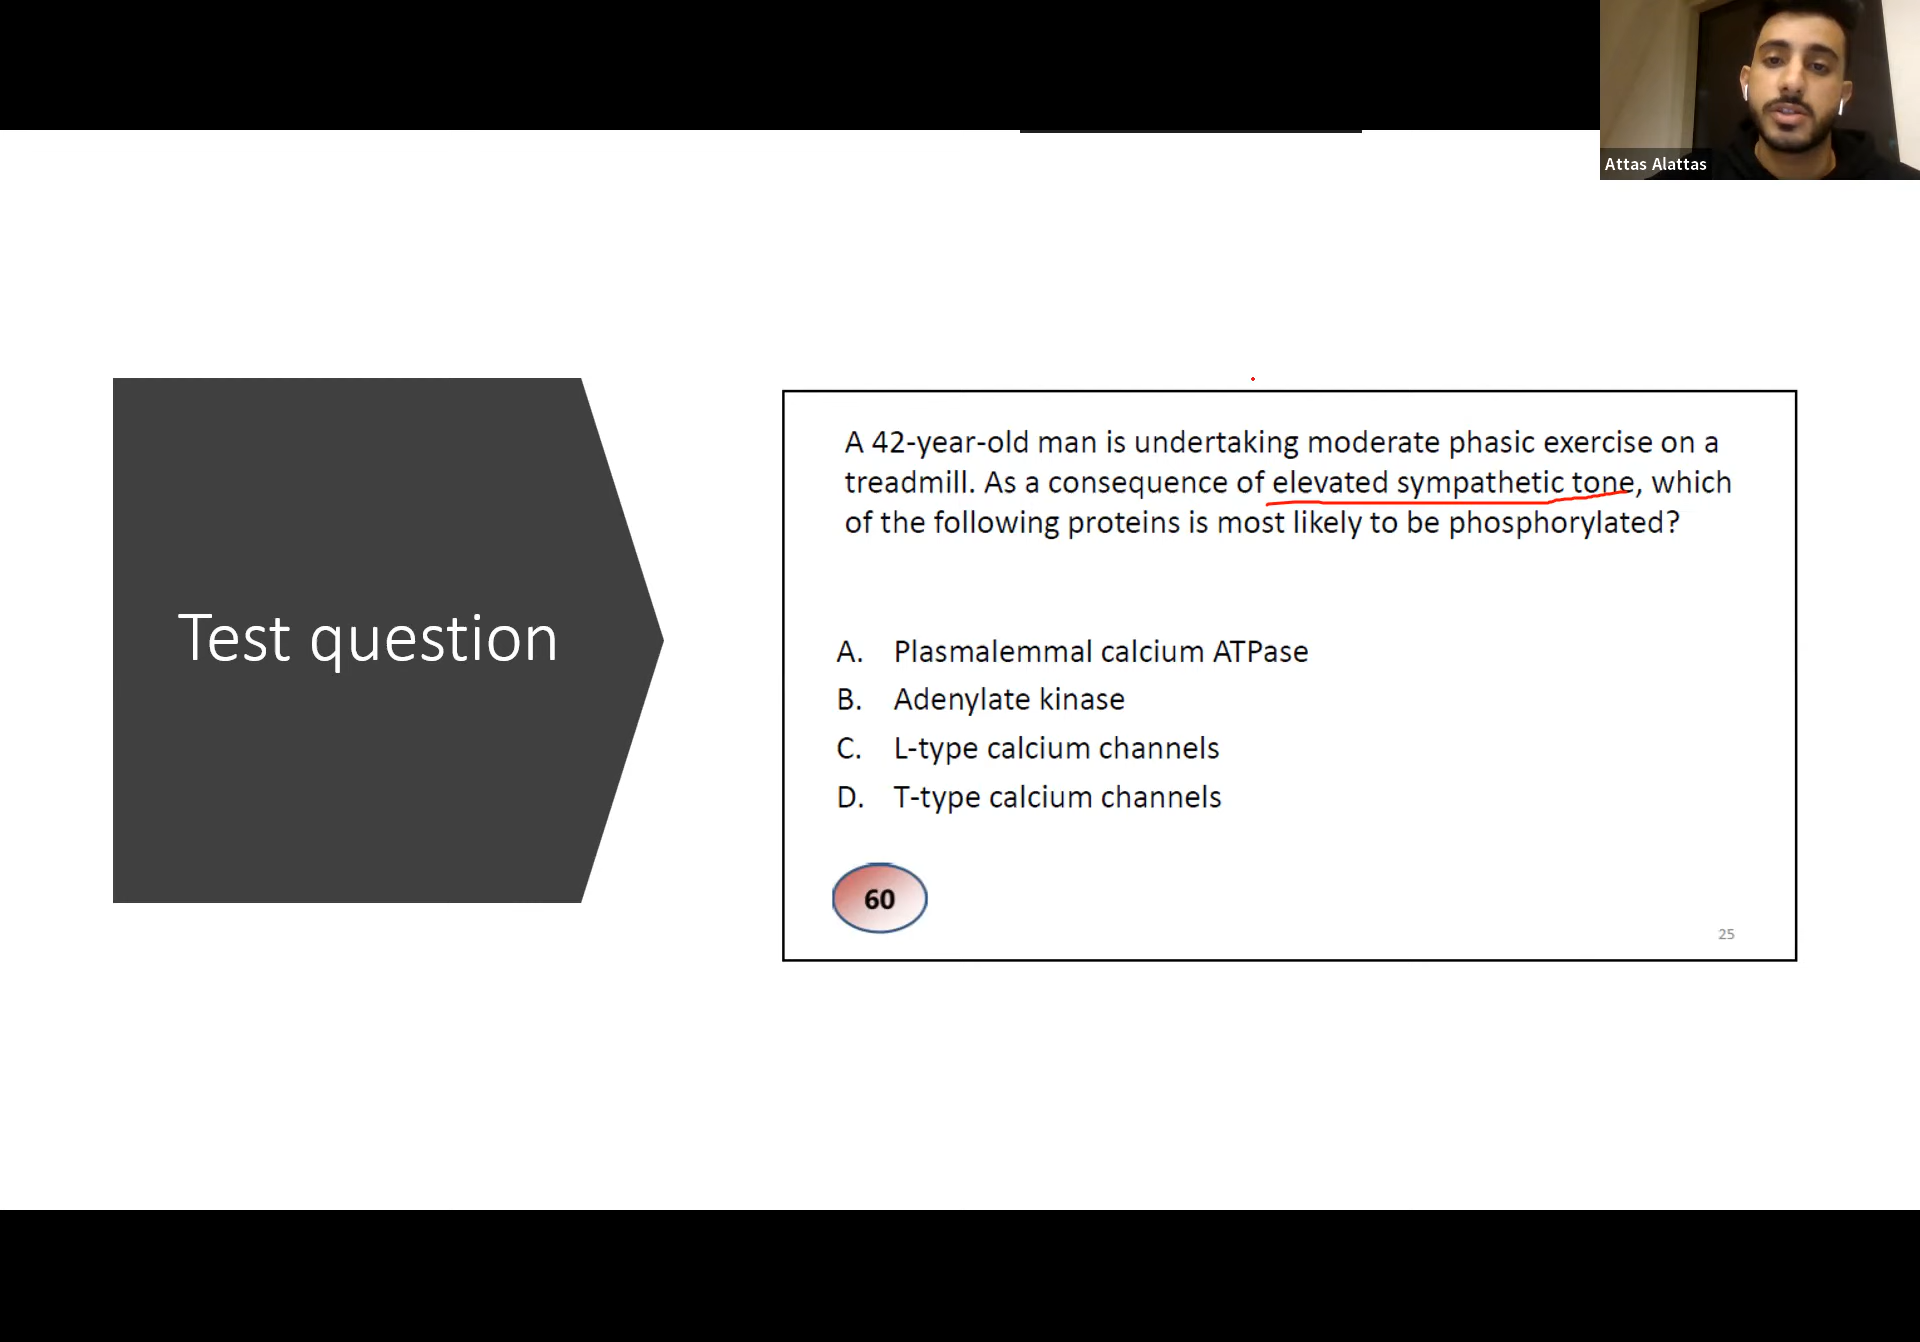 Attas Alattas
Test question
A 42-year-old man is undertaking moderate phasic exercise on a
treadmill. As a consequence of elevated sympathetic tone, which
of the following proteins is most likely to be phosphorylated?
A. Plasmalemmal calcium ATPase
B. Adenylate kinase
C. L-type calcium channels
D. T-type calcium channels
60
25